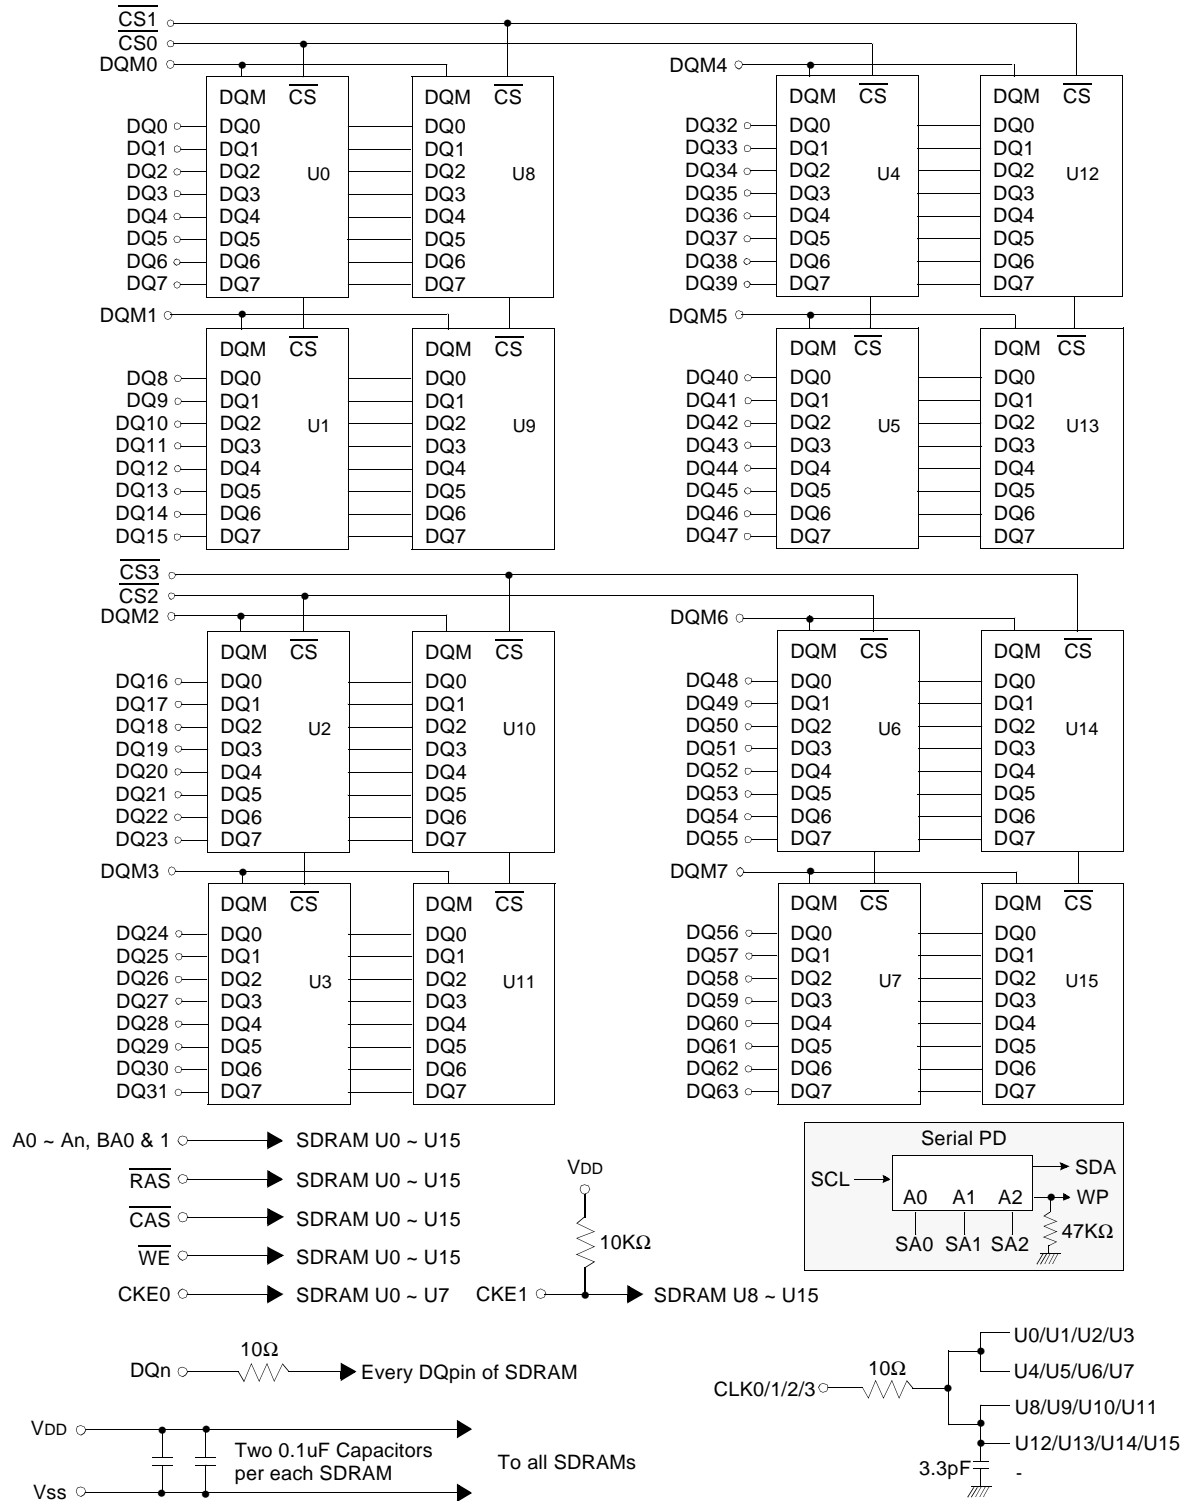 CS1
CS0
DQM0 DQM4
DQM CS DQM CS DQM CS DQM CS
DQ0 DQ0 DQ0 DQ32 DQ0 DQ0
DQ1 DQ1 DQ1 DQ33 DQ1 DQ1
DQ2 DQ2 U0 DQ2 U8 DQ34 DQ2 U4 DQ2 U12
DQ3 DQ3 DQ3 DQ35 DQ3 DQ3
DQ4 DQ4 DQ4 DQ36 DQ4 DQ4
DQ5 DQ5 DQ5 DQ37 DQ5 DQ5
DQ6 DQ6 DQ6 DQ38 DQ6 DQ6
DQ7 DQ7 DQ7 DQ39 DQ7 DQ7
DQM1 DQM5
DQM CS DQM CS DQM CS DQM CS
DQ8 DQ0 DQ0 DQ40 DQ0 DQ0
DQ9 DQ1 DQ1 DQ41 DQ1 DQ1
DQ10 DQ2 U1 DQ2 U9 DQ42 DQ2 U5 DQ2 U13
DQ11 DQ3 DQ3 DQ43 DQ3 DQ3
DQ12 DQ4 DQ4 DQ44 DQ4 DQ4
DQ13 DQ5 DQ5 DQ45 DQ5 DQ5
DQ14 DQ6 DQ6 DQ46 DQ6 DQ6
DQ15 DQ7 DQ7 DQ47 DQ7 DQ7
CS3
CS2
DQM2 DQM6
DQM CS DQM CS DQM CS DQM CS
DQ16 DQ0 DQ0 DQ48 DQ0 DQ0
DQ17 DQ1 DQ1 DQ49 DQ1 DQ1
DQ18 DQ2 U2 DQ2 U10 DQ50 DQ2 U6 DQ2 U14
DQ19 DQ3 DQ3 DQ51 DQ3 DQ3
DQ20 DQ4 DQ4 DQ52 DQ4 DQ4
DQ21 DQ5 DQ5 DQ53 DQ5 DQ5
DQ22 DQ6 DQ6 DQ54 DQ6 DQ6
DQ23 DQ7 DQ7 DQ55 DQ7 DQ7
DQM3 DQM7
DQM CS DQM CS DQM CS DQM CS
DQ24 DQ0 DQ0 DQ56 DQ0 DQ0
DQ25 DQ1 DQ1 DQ57 DQ1 DQ1
DQ26 DQ2 U3 DQ2 U11 DQ58 DQ2 U7 DQ2 U15
DQ27 DQ3 DQ3 DQ59 DQ3 DQ3
DQ28 DQ4 DQ4 DQ60 DQ4 DQ4
DQ29 DQ5 DQ5 DQ61 DQ5 DQ5
DQ30 DQ6 DQ6 DQ62 DQ6 DQ6
DQ31 DQ7 DQ7 DQ63 DQ7 DQ7
A0 ~ An, BA0 & 1 SDRAM U0 ~ U15
RAS SDRAM U0 ~ U15
CAS SDRAM U0 ~ U15
WE SDRAM U0 ~ U15
CKE0 SDRAM U0 ~ U7
VDD
10KΩ
CKE1 SDRAM U8 ~ U15
Serial PD
SCL SDA
A0 A1 A2 WP
SA0 SA1 SA2 47KΩ
10Ω
DQn Every DQpin of SDRAM
VDD
Two 0.1uF Capacitors
per each SDRAM
To all SDRAMs
Vss
U0/U1/U2/U3
10Ω
CLK0/1/2/3
U4/U5/U6/U7
U8/U9/U10/U11
U12/U13/U14/U15
3.3pF -